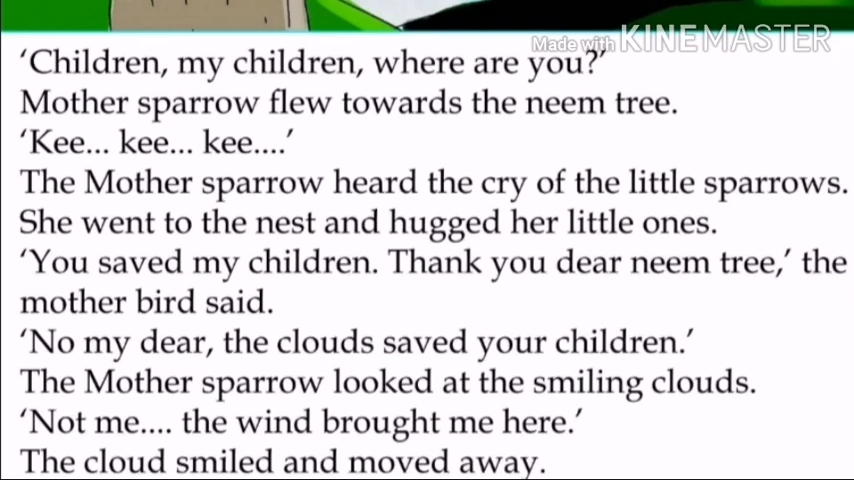 Made with KINEMASTER
‘Children, my children, where are you?’
Mother sparrow flew towards the neem tree.
‘Kee... kee... kee....’
The Mother sparrow heard the cry of the little sparrows.
She went to the nest and hugged her little ones.
‘You saved my children. Thank you dear neem tree,’ the
mother bird said.
‘No my dear, the clouds saved your children.’
The Mother sparrow looked at the smiling clouds.
‘Not me.... the wind brought me here.’
The cloud smiled and moved away.